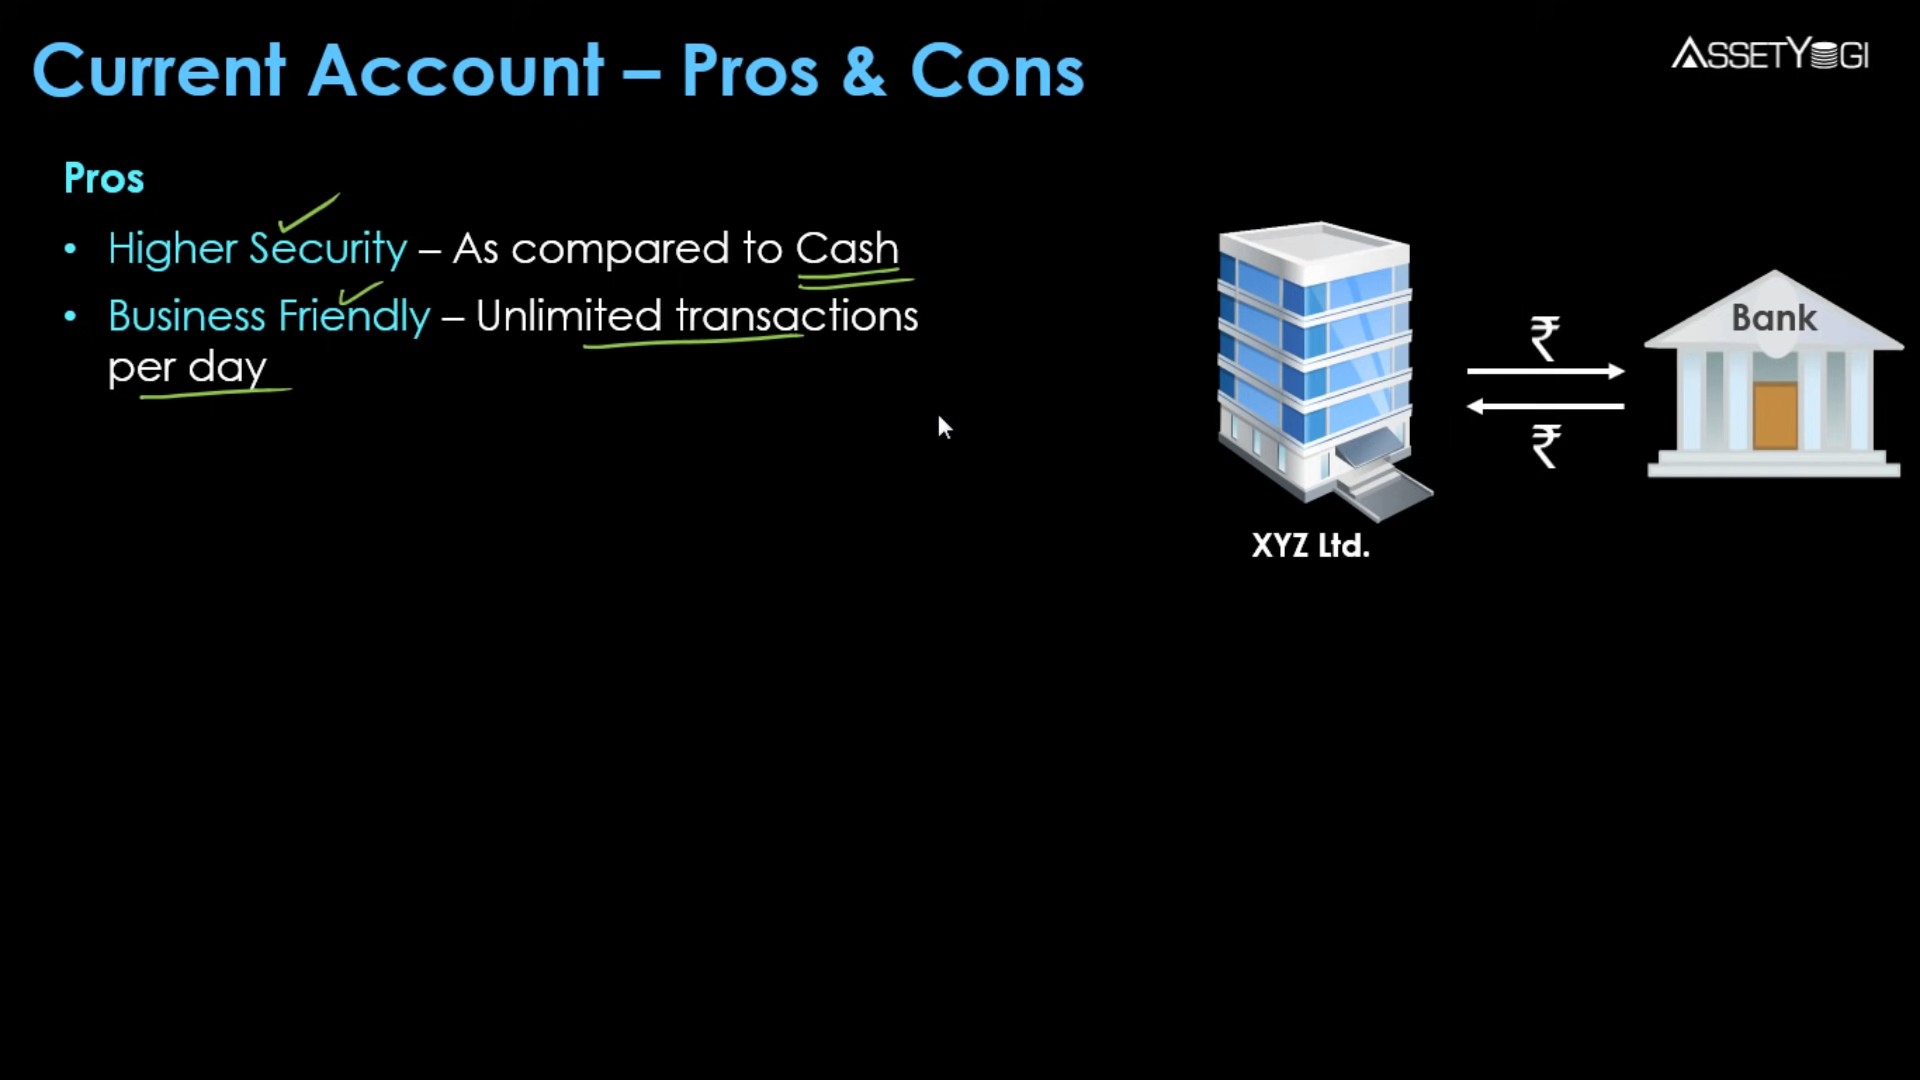 Current Account – Pros & Cons
ASSETYOGI
Pros
• Higher Security – As compared to Cash
• Business Friendly – Unlimited transactions
per day
₹
Bank
₹
XYZ Ltd.